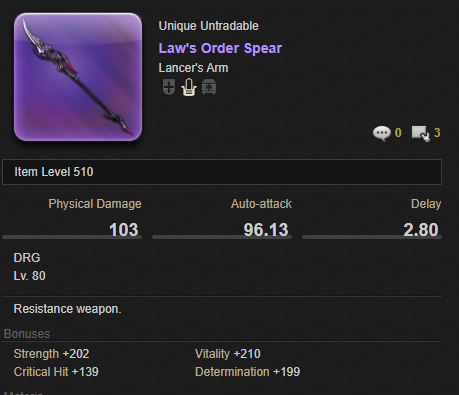 Unique Untradable
Law's Order Spear
Lancer's Arm
0 3
Item Level 510
Physical Damage Auto-attack Delay
103 96.13 2.80
DRG
Lv. 80
Resistance weapon.
Bonuses
Strength +202 Vitality +210
Critical Hit +139 Determination +199